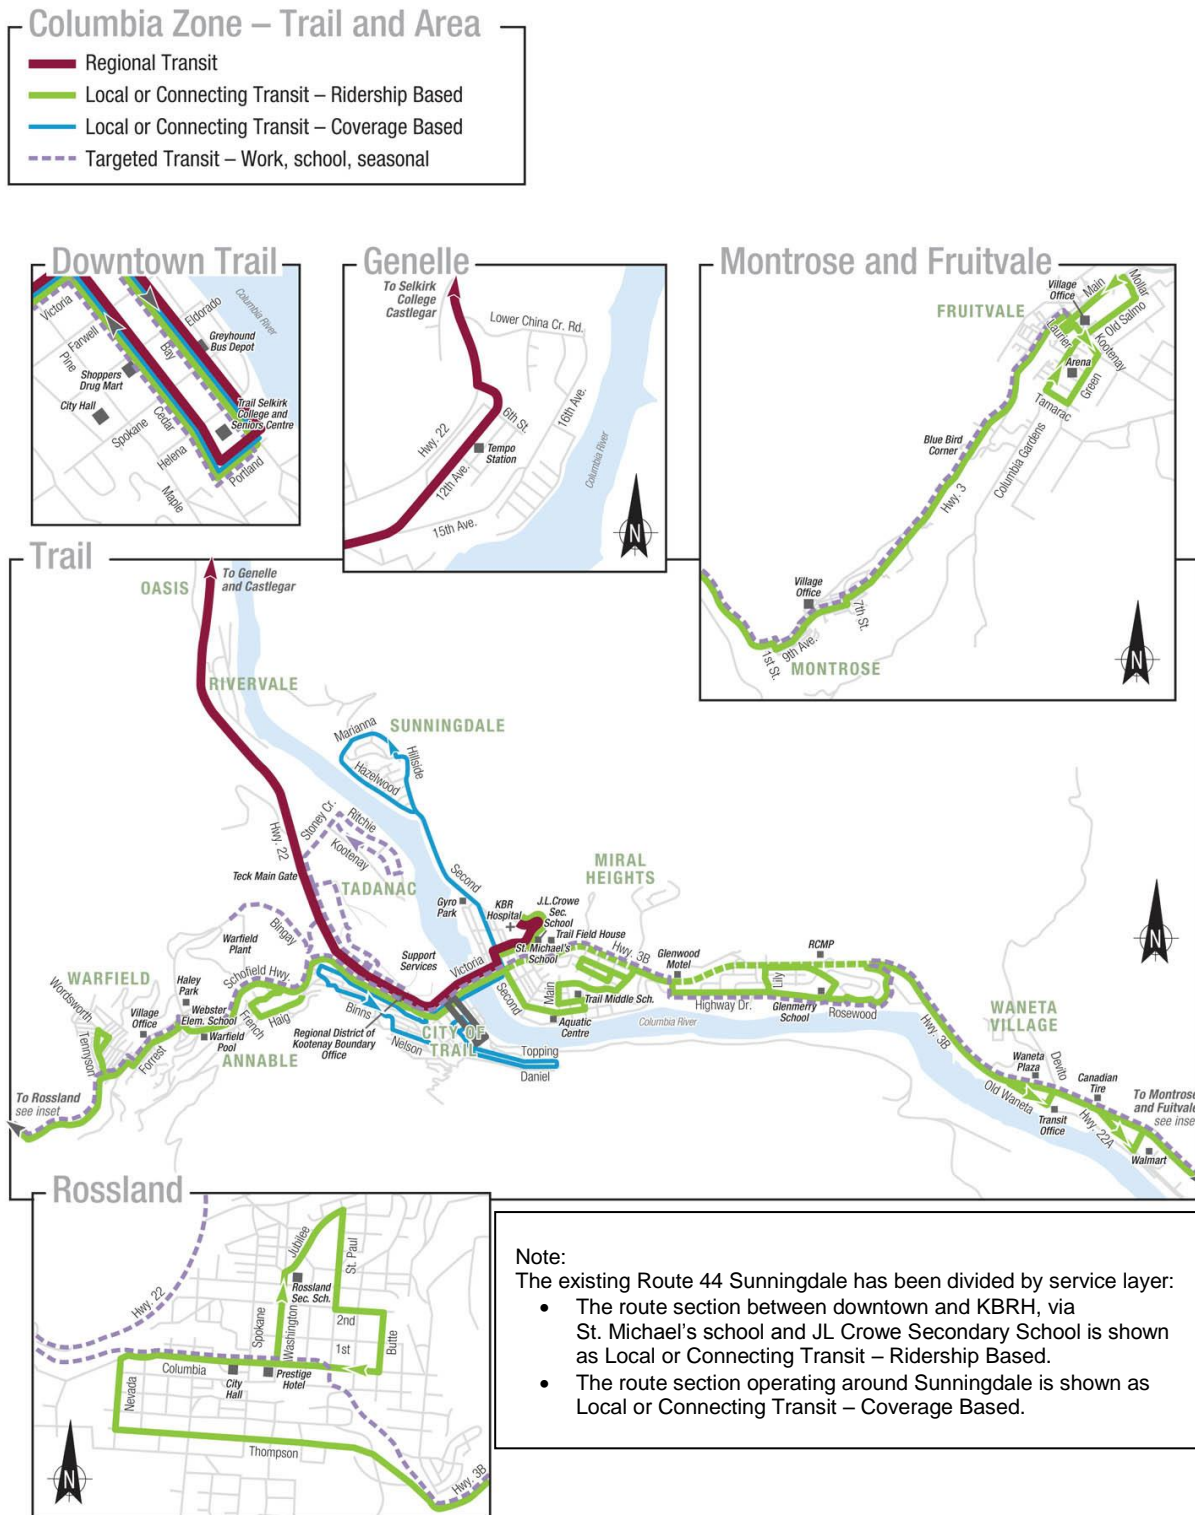 Columbia Zone – Trail and Area
Regional Transit
Local or Connecting Transit – Ridership Based
Local or Connecting Transit – Coverage Based
Targeted Transit – Work, school, seasonal
Downtown Trail
Victoria
Farwell
Pine
Shoppers
Drug Mart
City Hall
Spokane
Cedar
Helena
Maple
Bay
Eldorado
Columbia River
Greyhound
Bus Depot
Trail Selkirk
College and
Seniors Centre
Portland
Genelle
To Selkirk
College
Castlegar
Lower China Cr. Rd.
6th St.
16th Ave.
Hwy. 22
12th Ave.
Tempo
Station
15th Ave.
Columbia River
N
Montrose and Fruitvale
Village
Office
Main
Mollar
FRUITVALE
Laurier
Old Salmo
Kootenay
Arena
Green
Tamarac
Columbia Gardens
Blue Bird
Corner
Hwy. 3
Village
Office
7th St.
9th Ave.
1st St.
MONTROSE
N
Trail
OASIS
To Genelle
and Castlegar
RIVERVALE
SUNNINGDALE
Marianna
Hillside
Hazelwood
Hwy. 22
Stoney Cr.
Ritchie
Kootenay
Teck Main Gate
TADANAC
Second
Gyro
Park
KBR
Hospital
J.L.Crowe
Sec.
School
MIRAL
HEIGHTS
Trail Field House
St. Michael's
School
Hwy. 3B
Glenwood
Motel
RCMP
N
Bingay
Warfield
Plant
Support
Services
Victoria
WARFIELD
Wordsworth
Haley
Park
Schofield Hwy.
Village
Office
Webster
Elem. School
French
Haig
Tennyson
Forrest
Warfield
Pool
ANNABLE
Binns
Regional District of
Kootenay Boundary
Office
Nelson
CITY OF
TRAIL
Second
Main
Trail Middle Sch.
Aquatic
Centre
Topping
Daniel
Columbia River
Highway Dr.
Lily
Glenmerry
School
Rosewood
Hwy. 3B
WANETA
VILLAGE
Waneta
Plaza
Devito
Canadian
Tire
Old Waneta
Transit
Office
Hwy. 22A
Walmart
To Montrose
and Fuitvale
see inse
To Rossland
see inset
Rossland
Hwy. 22
Jubilee
St. Paul
Rossland
Sec. Sch.
Spokane
Washington
2nd
1st
Butte
Columbia
City
Hall
Prestige
Hotel
Nevada
Thompson
Hwy. 3B
N
Note:
The existing Route 44 Sunningdale has been divided by service layer:
• The route section between downtown and KBRH, via
St. Michael's school and JL Crowe Secondary School is shown
as Local or Connecting Transit – Ridership Based.
• The route section operating around Sunningdale is shown as
Local or Connecting Transit – Coverage Based.